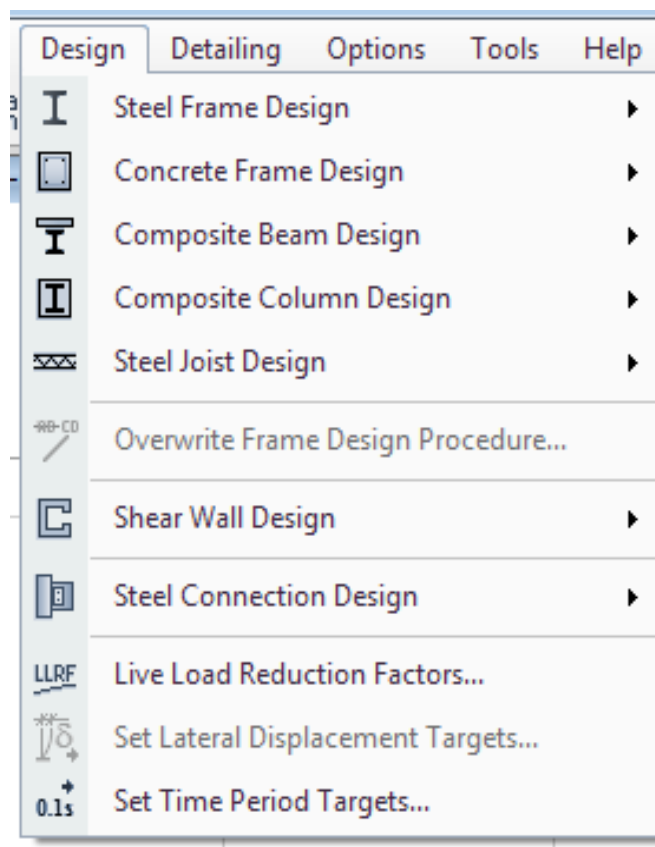 Design Detailing Options Tools Help
Steel Frame Design
Concrete Frame Design
Composite Beam Design
Composite Column Design
Steel Joist Design
RD-CD Overwrite Frame Design Procedure...
Shear Wall Design
Steel Connection Design
LLRF Live Load Reduction Factors...
δ Set Lateral Displacement Targets...
0.1s Set Time Period Targets...